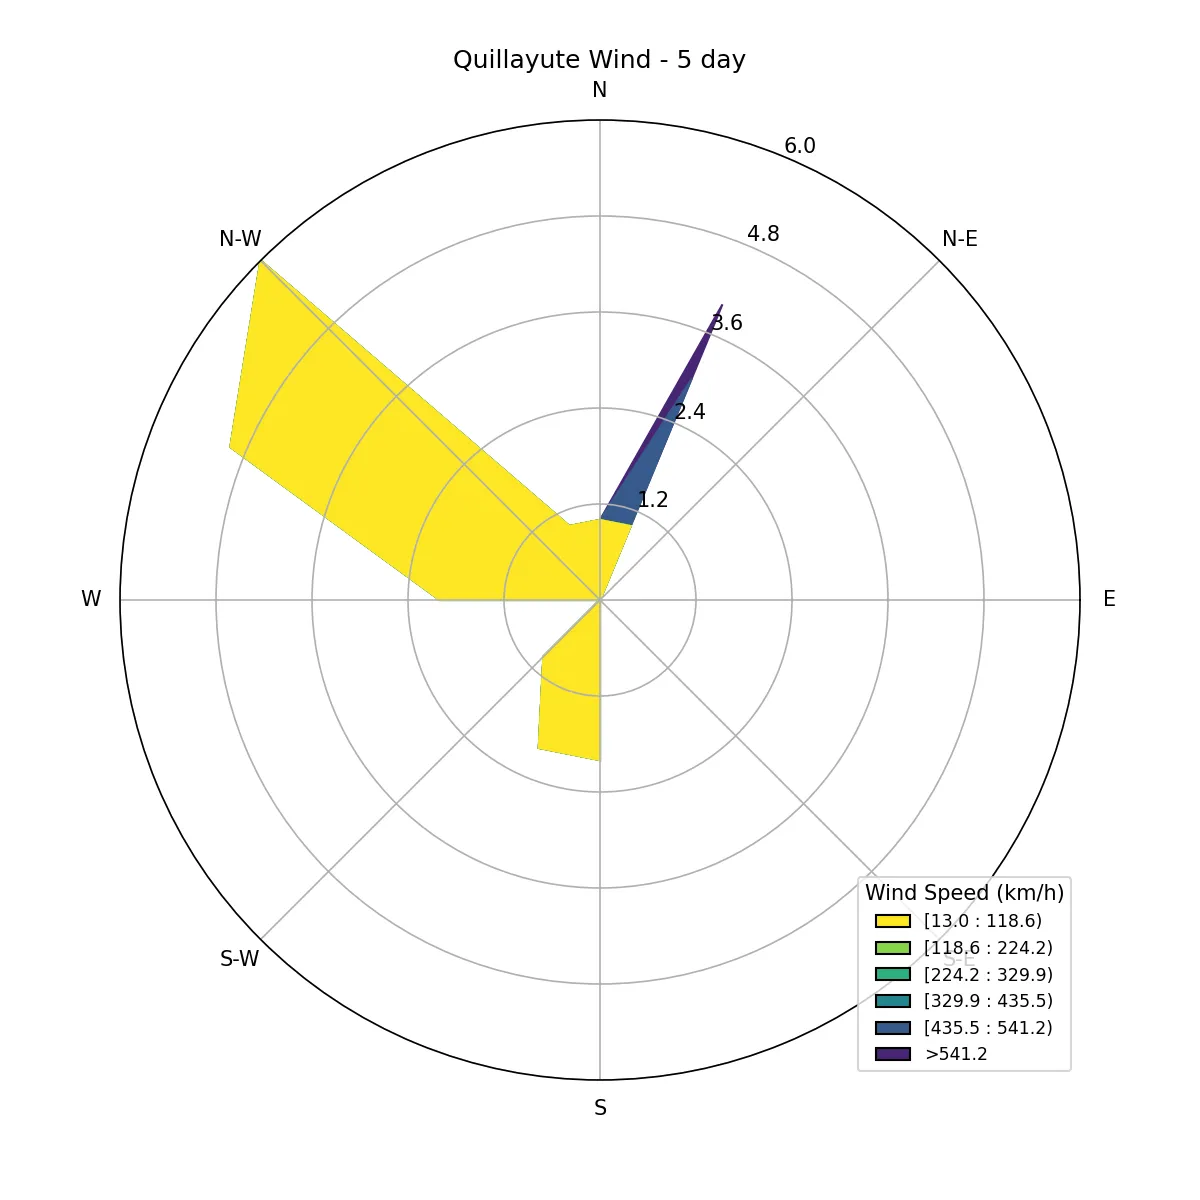 Quillayute Wind - 5 day
N
6.0
N-W
4.8
N-E
3.6
2.4
1.2
W
E
S-W
S-E
S
Wind Speed (km/h)
[13.0 : 118.6)
[118.6 : 224.2)
[224.2 : 329.9)
[329.9 : 435.5)
[435.5 : 541.2)
>541.2